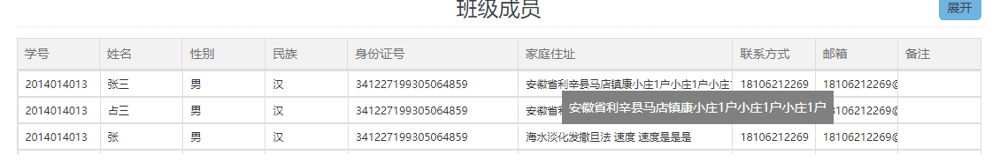 班级成员
展开
学号 姓名 性别 民族 身份证号 家庭住址 联系方式 邮箱 备注
2014014013 张三 男 汉 341227199305064859 安徽省利辛县马店镇康小庄1户小庄1户小庄1 18106212269 18106212269@
安徽省利辛县马店镇康小庄1户小庄1户小庄1户
2014014013 占三 男 汉 341227199305064859 安徽省 18106212269@
2014014013 张 男 汉 341227199305064859 海水淡化发撒旦法 速度 速度是是是 18106212269 18106212269@